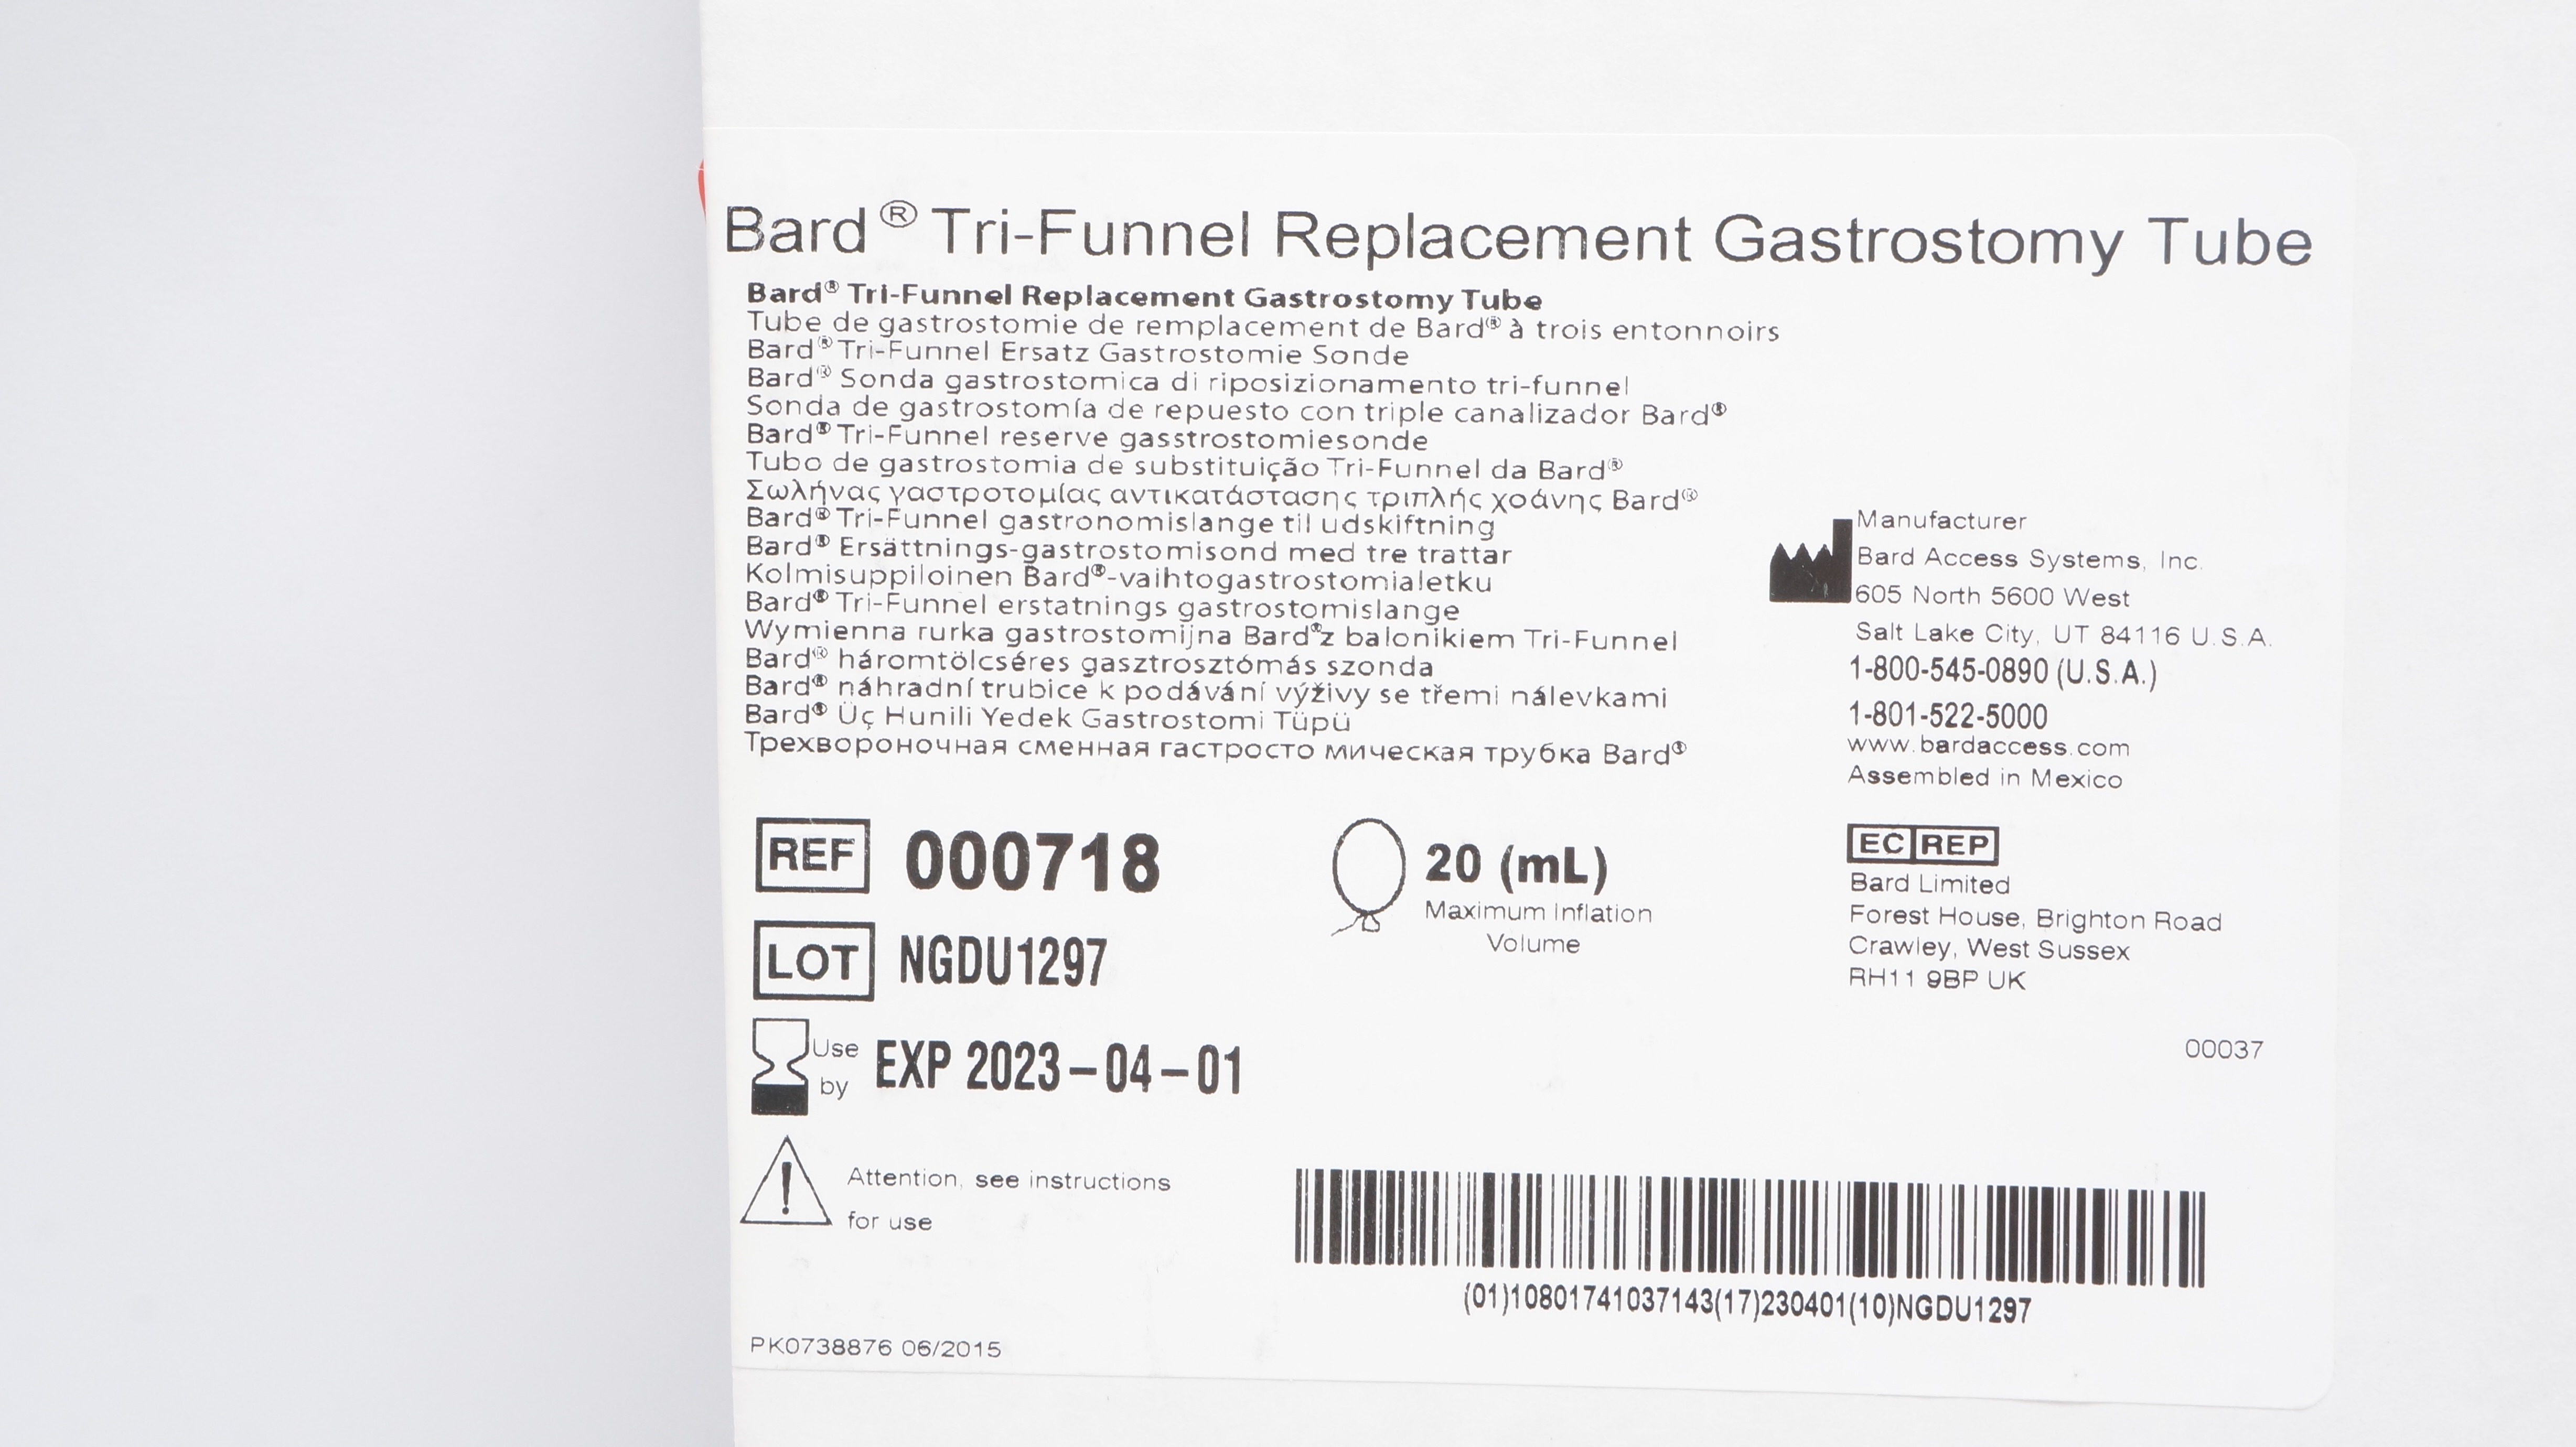 Bard® Tri-Funnel Replacement Gastrostomy Tube
Bard® Tri-Funnel Replacement Gastrostomy Tube
Tube de gastrostomie de remplacement de Bard® à trois entonnoirs
Bard® Tri-Funnel Ersatz Gastrostomie Sonde
Bard® Sonda gastrostomica di riposizionamento tri-funnel
Sonda de gastrostomía de repuesto con triple canalizador Bard®
Bard® Tri-Funnel reserve gasstrostomiesonde
Tubo de gastrostomia de substituição Tri-Funnel da Bard®
Σωλήνας γαστροτομίας αντικατάστασης τριπλής χοάνης Bard®
Bard® Tri-Funnel gastronomislange til udskiftning
Bard® Ersättnings-gastrostomisond med tre trattar
Kolmisuppiloinen Bard®-vaihtogastrostomialetku
Bard® Tri-Funnel erstatnings gastrostomislange
Wymienna rurka gastrostomijna Bard®z balonikiem Tri-Funnel
Bard® háromtölcséres gasztrosztómás szonda
Bard® náhradní trubice k podávání výživy se třemi nálevkami
Bard® Üç Hunili Yedek Gastrostomi Tüpü
Трехвороночная сменная гастросто мическая трубка Bard®
Manufacturer
Bard Access Systems, Inc.
605 North 5600 West
Salt Lake City, UT 84116 U.S.A.
1-800-545-0890 (U.S.A.)
1-801-522-5000
www.bardaccess.com
Assembled in Mexico
REF 000718
20 (mL)
Maximum Inflation
Volume
EC REP
Bard Limited
Forest House, Brighton Road
Crawley, West Sussex
RH11 9BP UK
LOT NGDU1297
Use
by
EXP 2023-04-01
00037
Attention, see instructions
for use
(01)10801741037143(17)230401(10)NGDU1297
PK0738876 06/2015